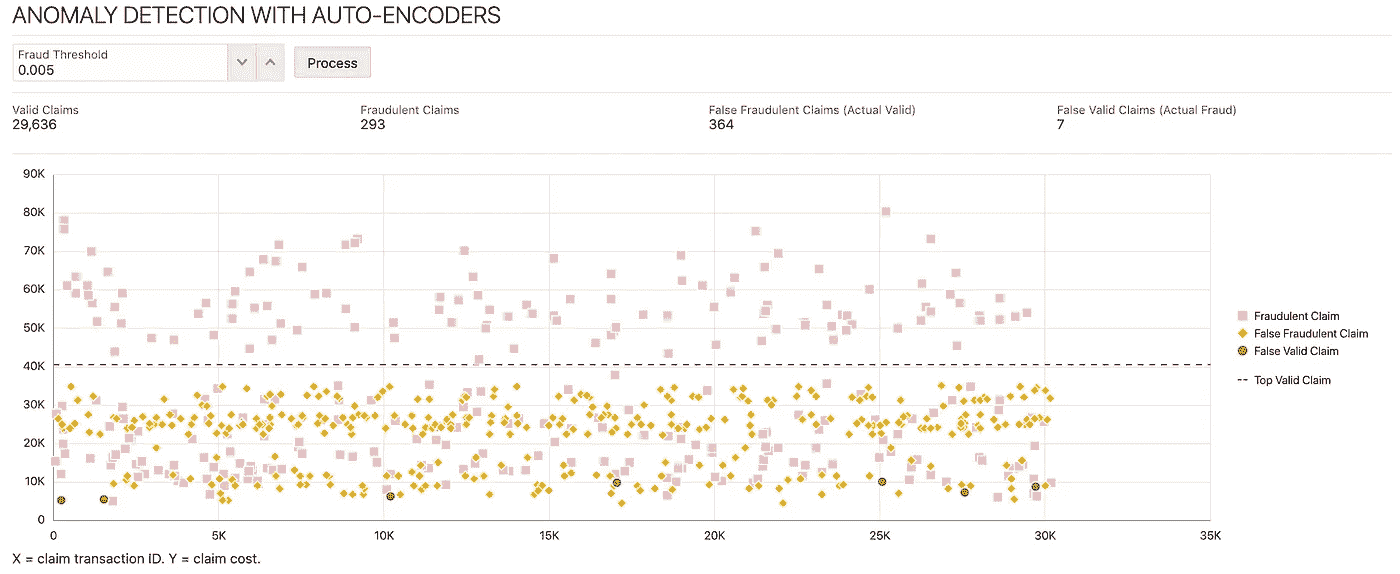 ANOMALY DETECTION WITH AUTO-ENCODERS
Fraud Threshold
0.005
Process
Valid Claims
29,636
Fraudulent Claims
293
False Fraudulent Claims (Actual Valid)
364
False Valid Claims (Actual Fraud)
7
90K
80K
70K
60K
50K
40K
30K
20K
10K
0
0 5K 10K 15K 20K 25K 30K 35K
Fraudulent Claim
False Fraudulent Claim
False Valid Claim
Top Valid Claim
X = claim transaction ID. Y = claim cost.